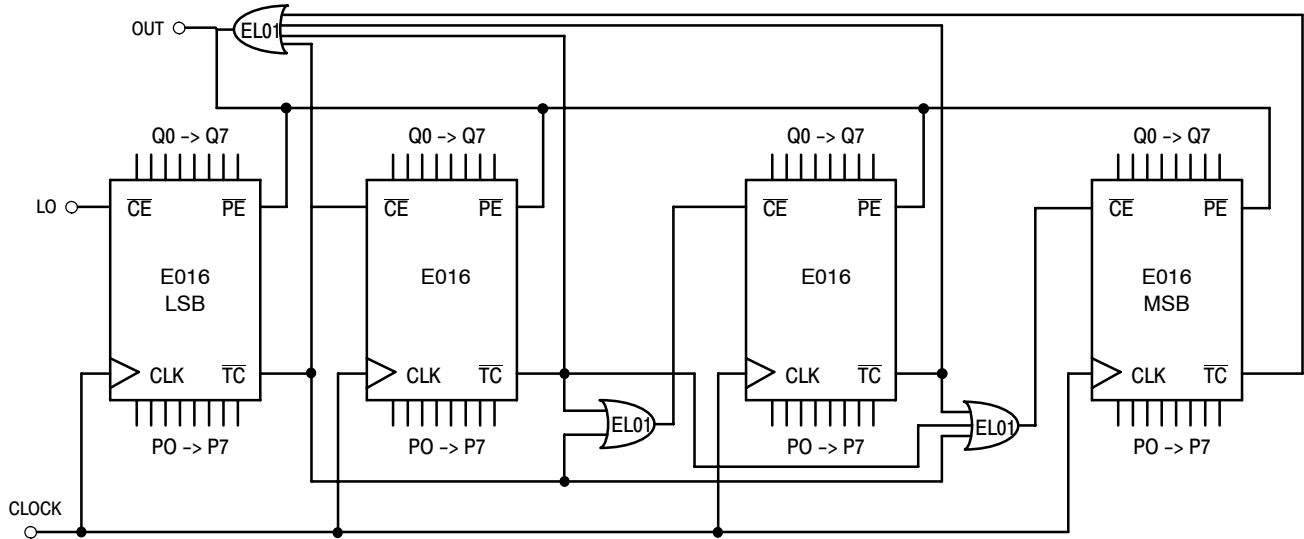 OUT
EL01
Q0 -> Q7
Q0 -> Q7
Q0 -> Q7
Q0 -> Q7
LO
CE PE
CE PE
CE PE
CE PE
E016
LSB
E016
E016
E016
MSB
CLK TC
CLK TC
CLK TC
CLK TC
EL01
EL01
PO -> P7
PO -> P7
PO -> P7
PO -> P7
CLOCK